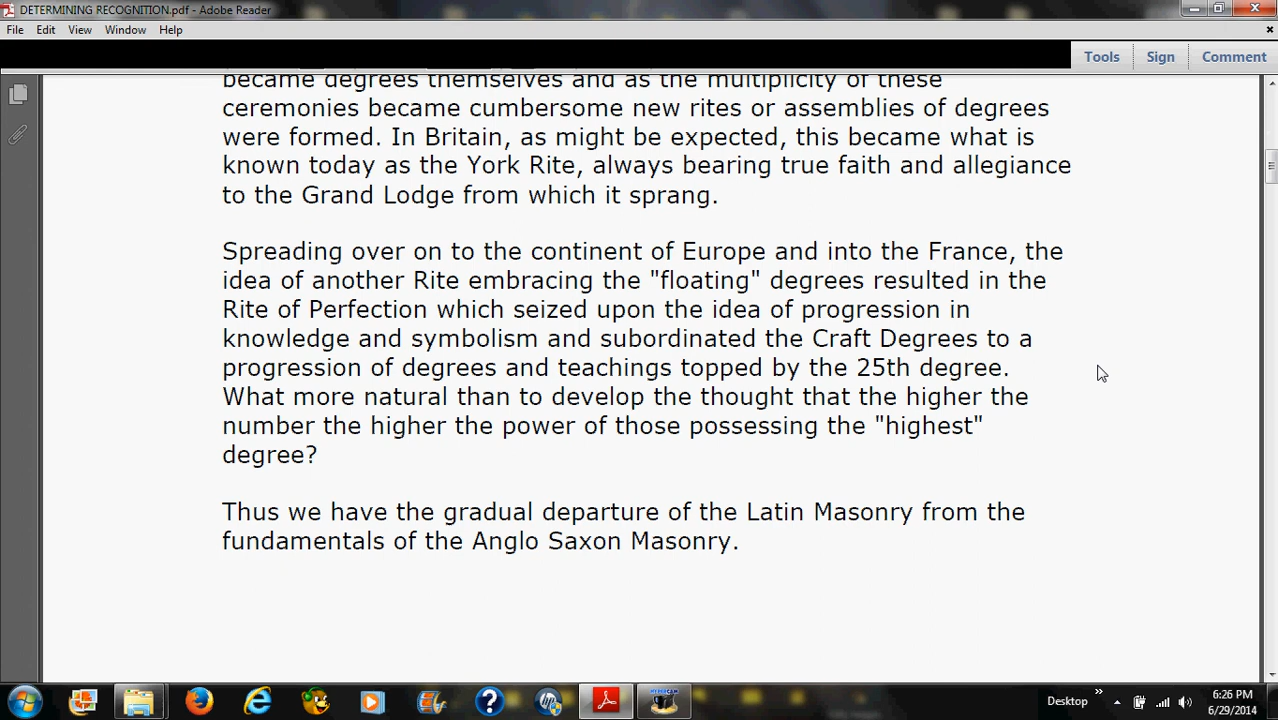 DETERMINING RECOGNITION.pdf - Adobe Reader
File Edit View Window Help
Tools Sign Comment
became degrees themselves and as the multiplicity of these
ceremonies became cumbersome new rites or assemblies of degrees
were formed. In Britain, as might be expected, this became what is
known today as the York Rite, always bearing true faith and allegiance
to the Grand Lodge from which it sprang.
Spreading over on to the continent of Europe and into the France, the
idea of another Rite embracing the "floating" degrees resulted in the
Rite of Perfection which seized upon the idea of progression in
knowledge and symbolism and subordinated the Craft Degrees to a
progression of degrees and teachings topped by the 25th degree.
What more natural than to develop the thought that the higher the
number the higher the power of those possessing the "highest"
degree?
Thus we have the gradual departure of the Latin Masonry from the
fundamentals of the Anglo Saxon Masonry.
Desktop
6:26 PM
6/29/2014